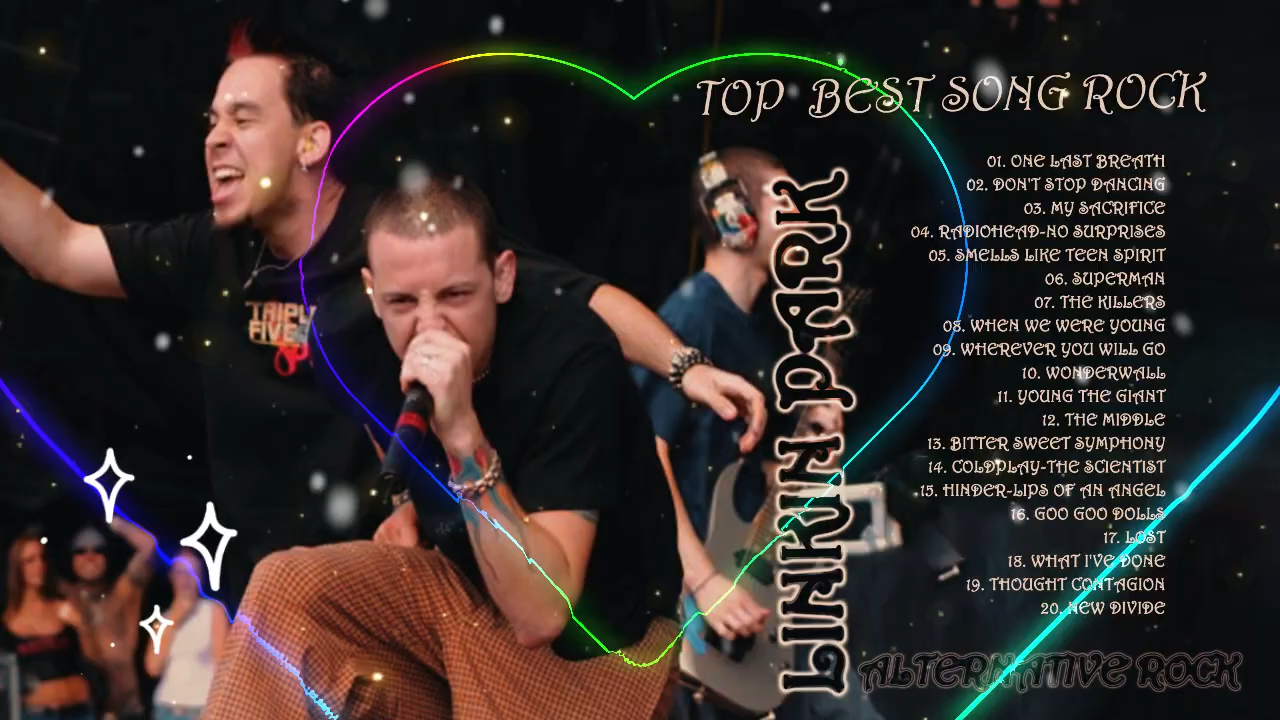 TOP BEST SONG ROCK
01. ONE LAST BREATH
02. DON'T STOP DANCING
03. MY SACRIFICE
04. RADIOHEAD-NO SURPRISES
05. SMELLS LIKE TEEN SPIRIT
06. SUPERMAN
07. THE KILLERS
08. WHEN WE WERE YOUNG
09. WHEREVER YOU WILL GO
10. WONDERWALL
11. YOUNG THE GIANT
12. THE MIDDLE
13. BITTER SWEET SYMPHONY
14. COLDPLAY-THE SCIENTIST
15. HINDER-LIPS OF AN ANGEL
16. GOO GOO DOLLS
17. LOST
18. WHAT I'VE DONE
19. THOUGHT CONTAGION
20. NEW DIVIDE
LINKIN PARK
ALTERNATIVE ROCK
TRIPLE
FIVE